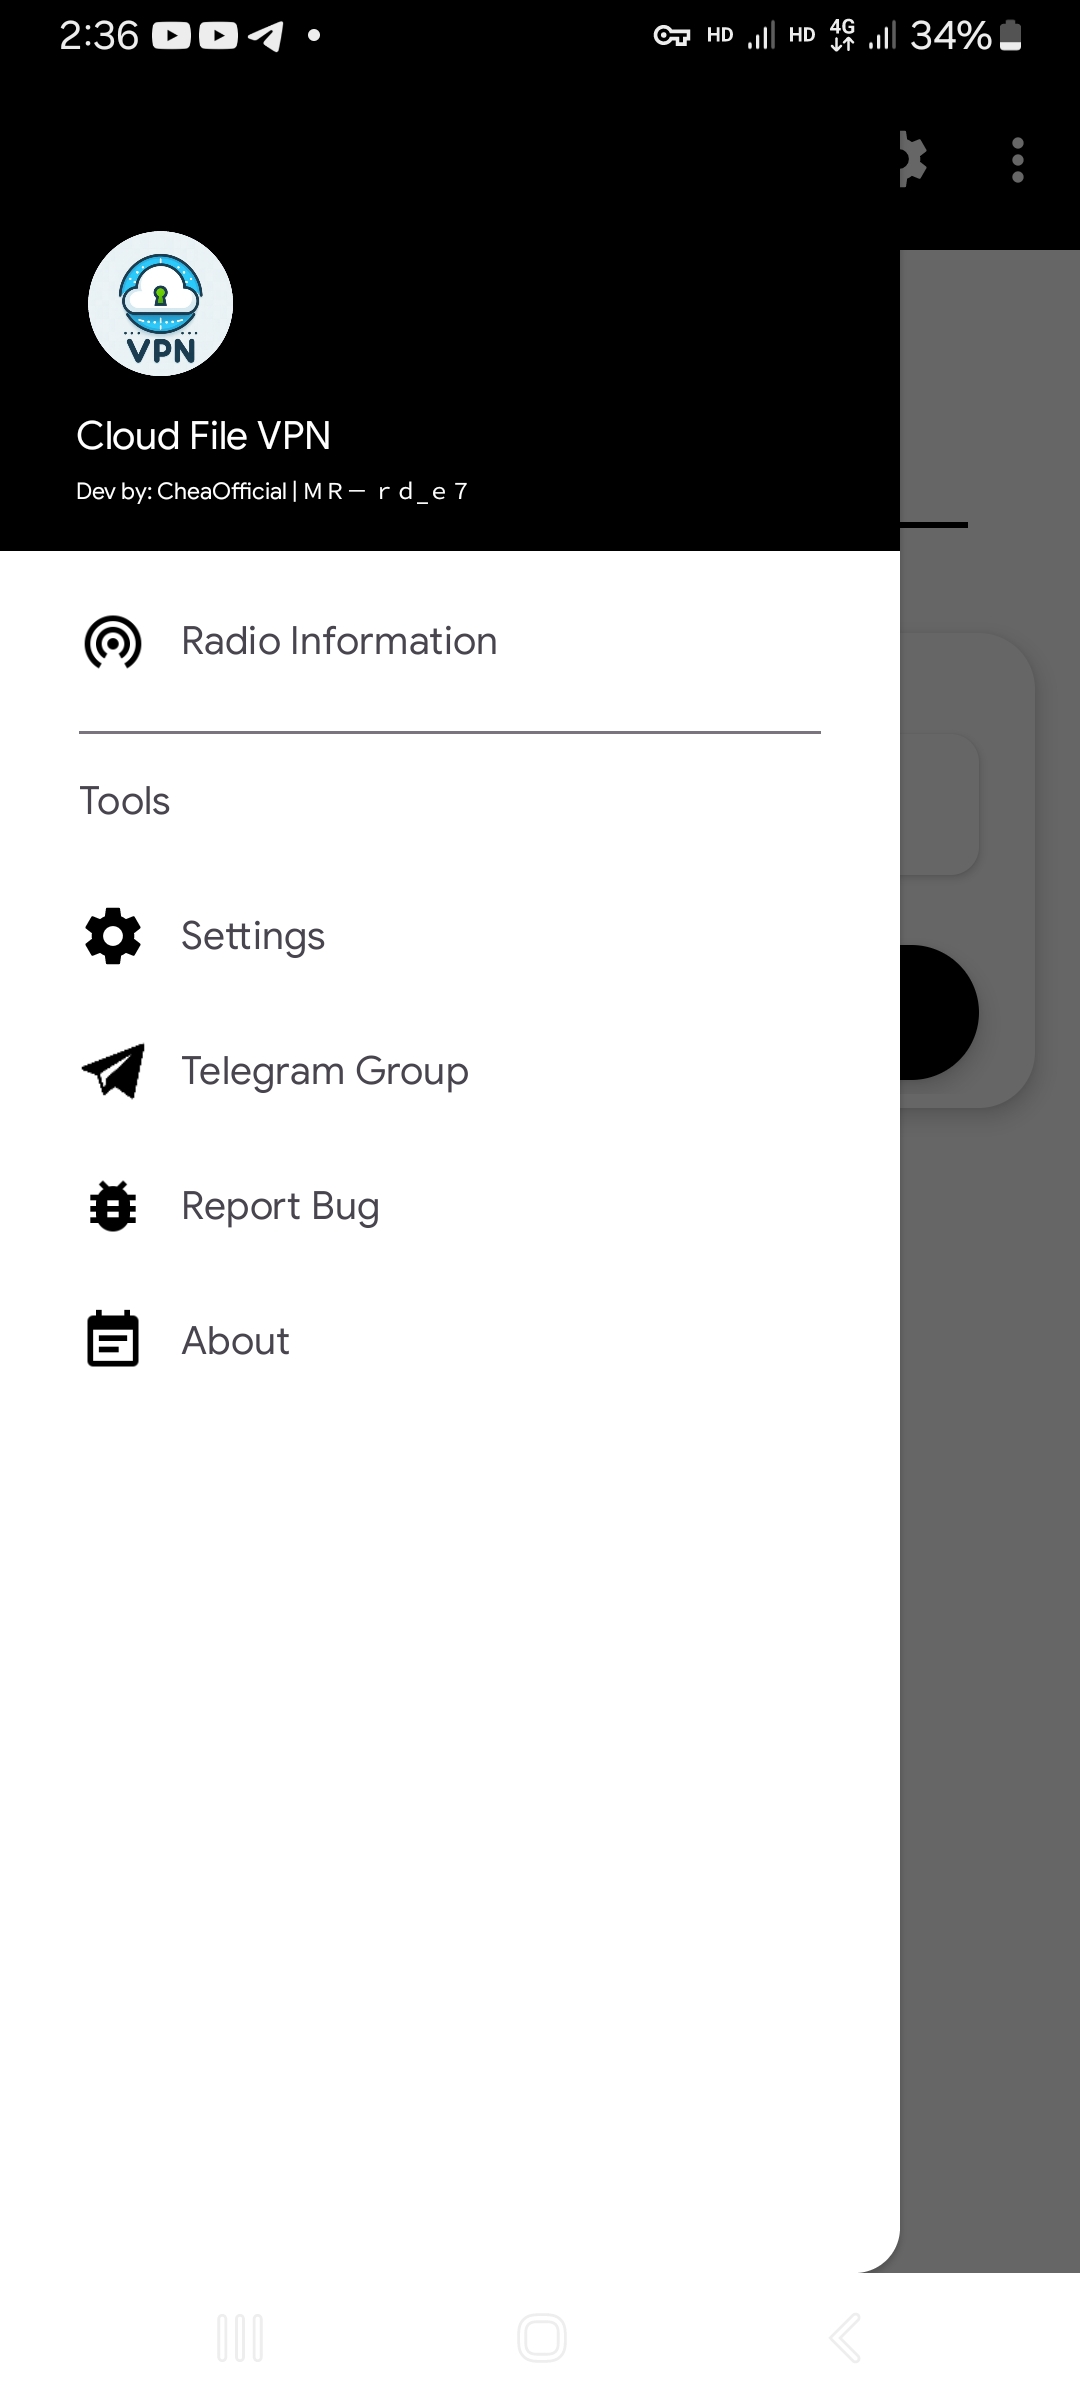 2:36 HD HD 4G 34%
VPN
Cloud File VPN
Dev by: CheaOfficial | M R － r d _ e 7
Radio Information
Tools
Settings
Telegram Group
Report Bug
About